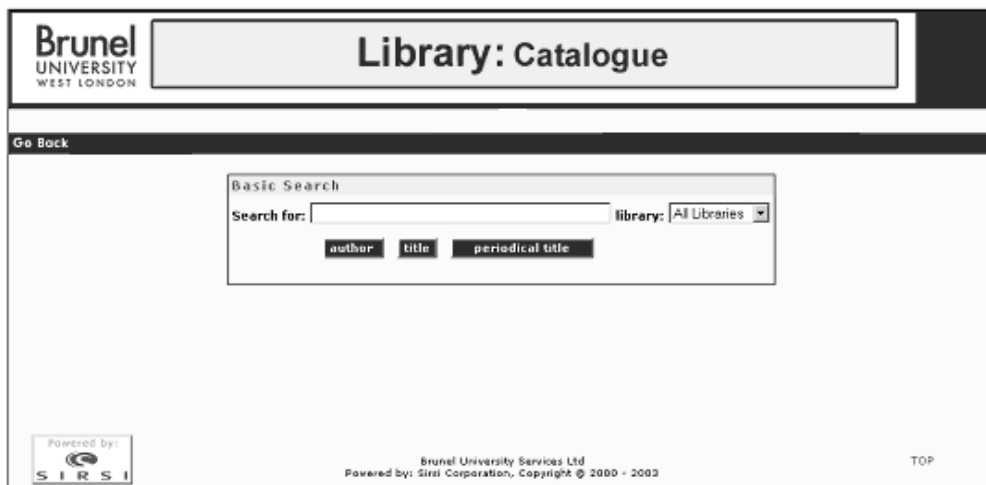 Brunel
UNIVERSITY
WEST LONDON
Library: Catalogue
Go Back
Basic Search
Search for: library: All Libraries
author title periodical title
Powered by:
SIRSI
Brunel University Services Ltd
Powered by: Sirsi Corporation, Copyright © 2000 - 2003
TOP